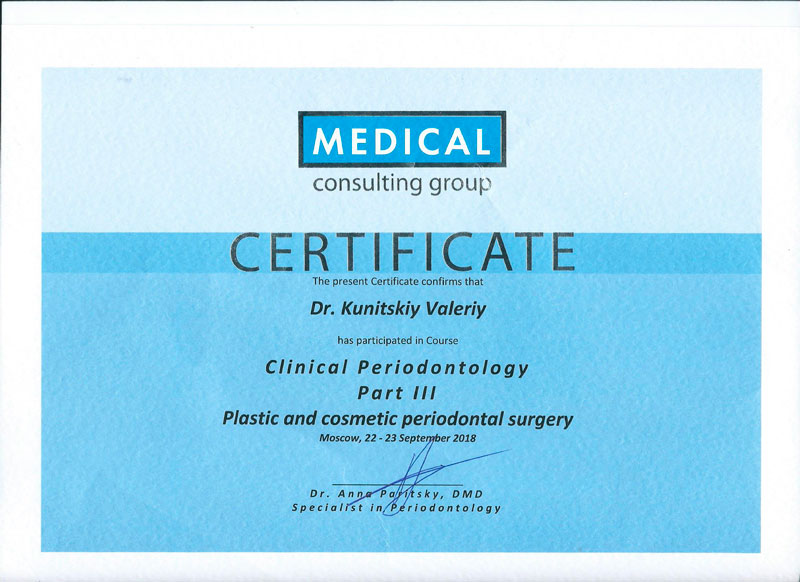 MEDICAL
consulting group
CERTIFICATE
The present Certificate confirms that
Dr. Kunitskiy Valeriy
has participated in Course
Clinical Periodontology
Part III
Plastic and cosmetic periodontal surgery
Moscow, 22 - 23 September 2018
Dr. Anna Paritsky, DMD
Specialist in Periodontology